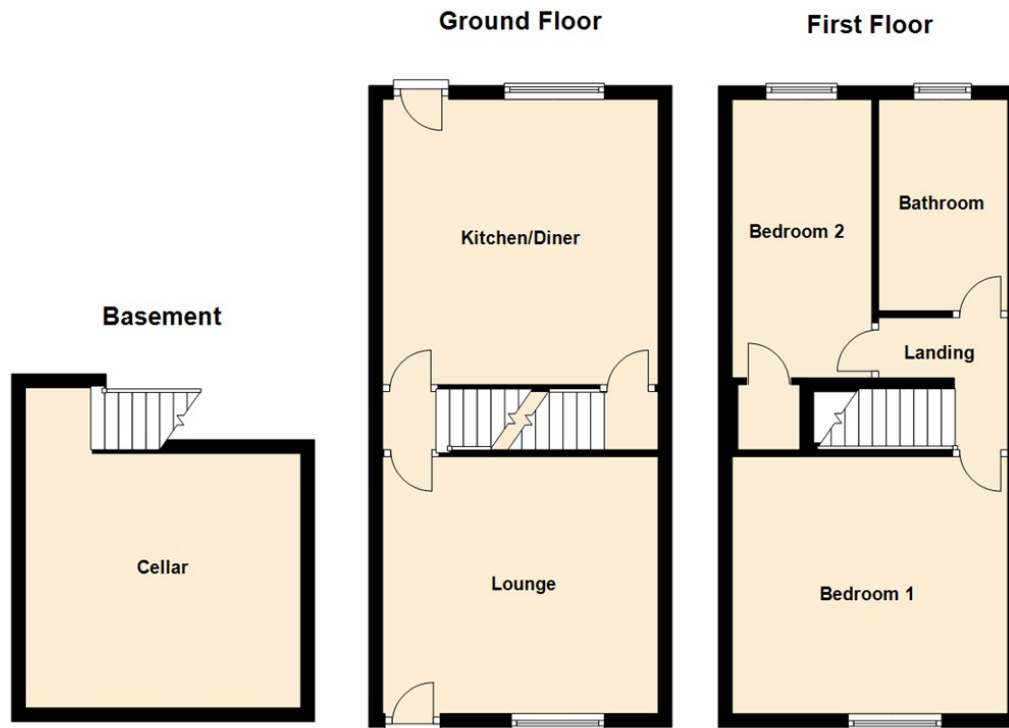 Ground Floor
First Floor
Kitchen/Diner
Bedroom 2
Bathroom
Basement
Landing
Cellar
Lounge
Bedroom 1